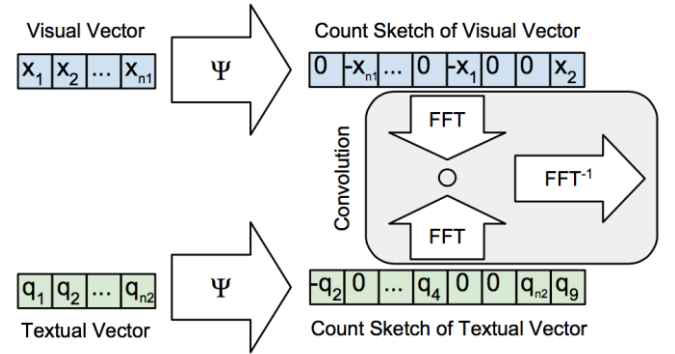 Visual Vector
Count Sketch of Visual Vector
x1 x2 ... xn1
Ψ
0 -xn1 ... 0 -x1 0 0 x2
FFT
Convolution
FFT-1
FFT
q1 q2 ... qn2
Ψ
-q2 0 ... q4 0 0 qn2 q9
Textual Vector
Count Sketch of Textual Vector